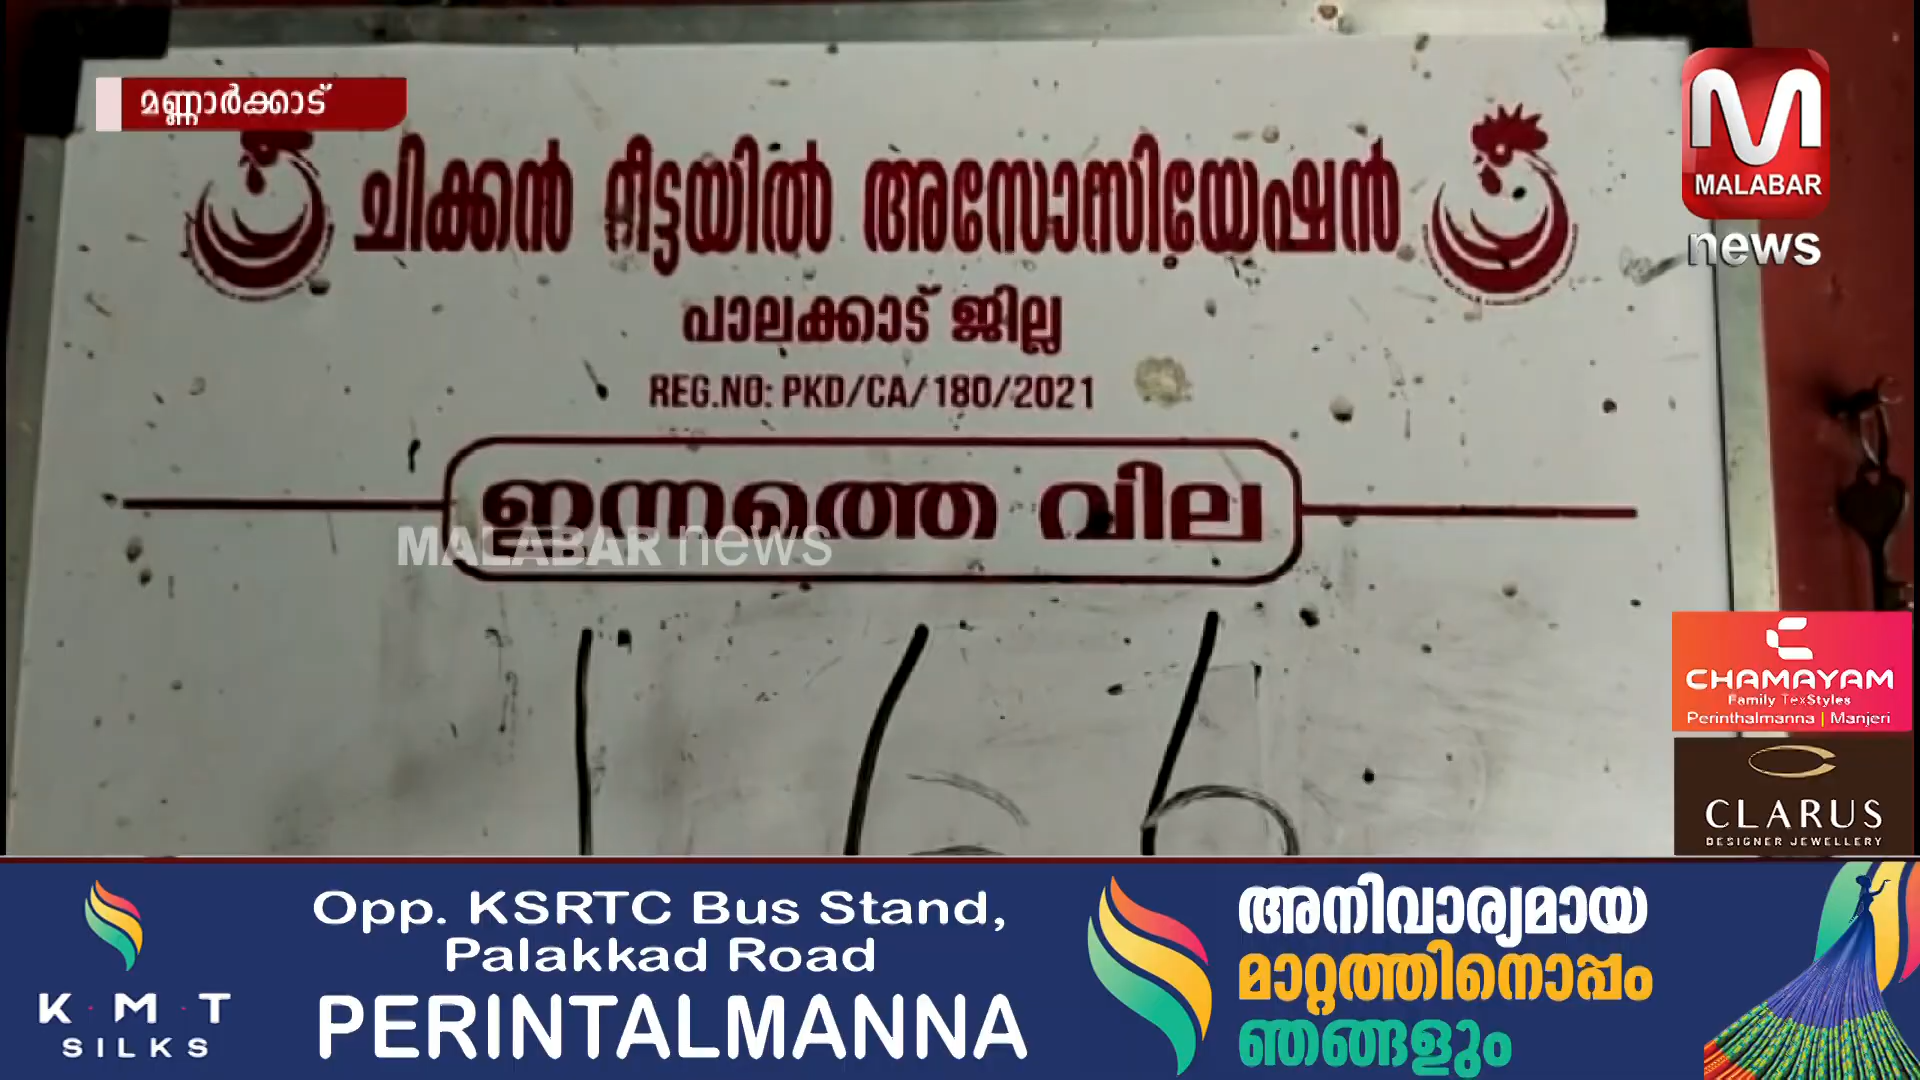 മണ്ണാർക്കാട്
MALABAR
news
ചിക്കൻ റീട്ടയിൽ അസോസിയേഷൻ
പാലക്കാട് ജില്ല
REG.NO: PKD/CA/180/2021
ഇന്നത്തെ വില
MALABAR news
166
CHAMAYAM
Family TexStyles
Perinthalmanna | Manjeri
CLARUS
DESIGNER JEWELLERY
K·M·T
SILKS
Opp. KSRTC Bus Stand,
Palakkad Road
PERINTALMANNA
അനിവാര്യമായ
മാറ്റത്തിനൊപ്പം
ഞങ്ങളും